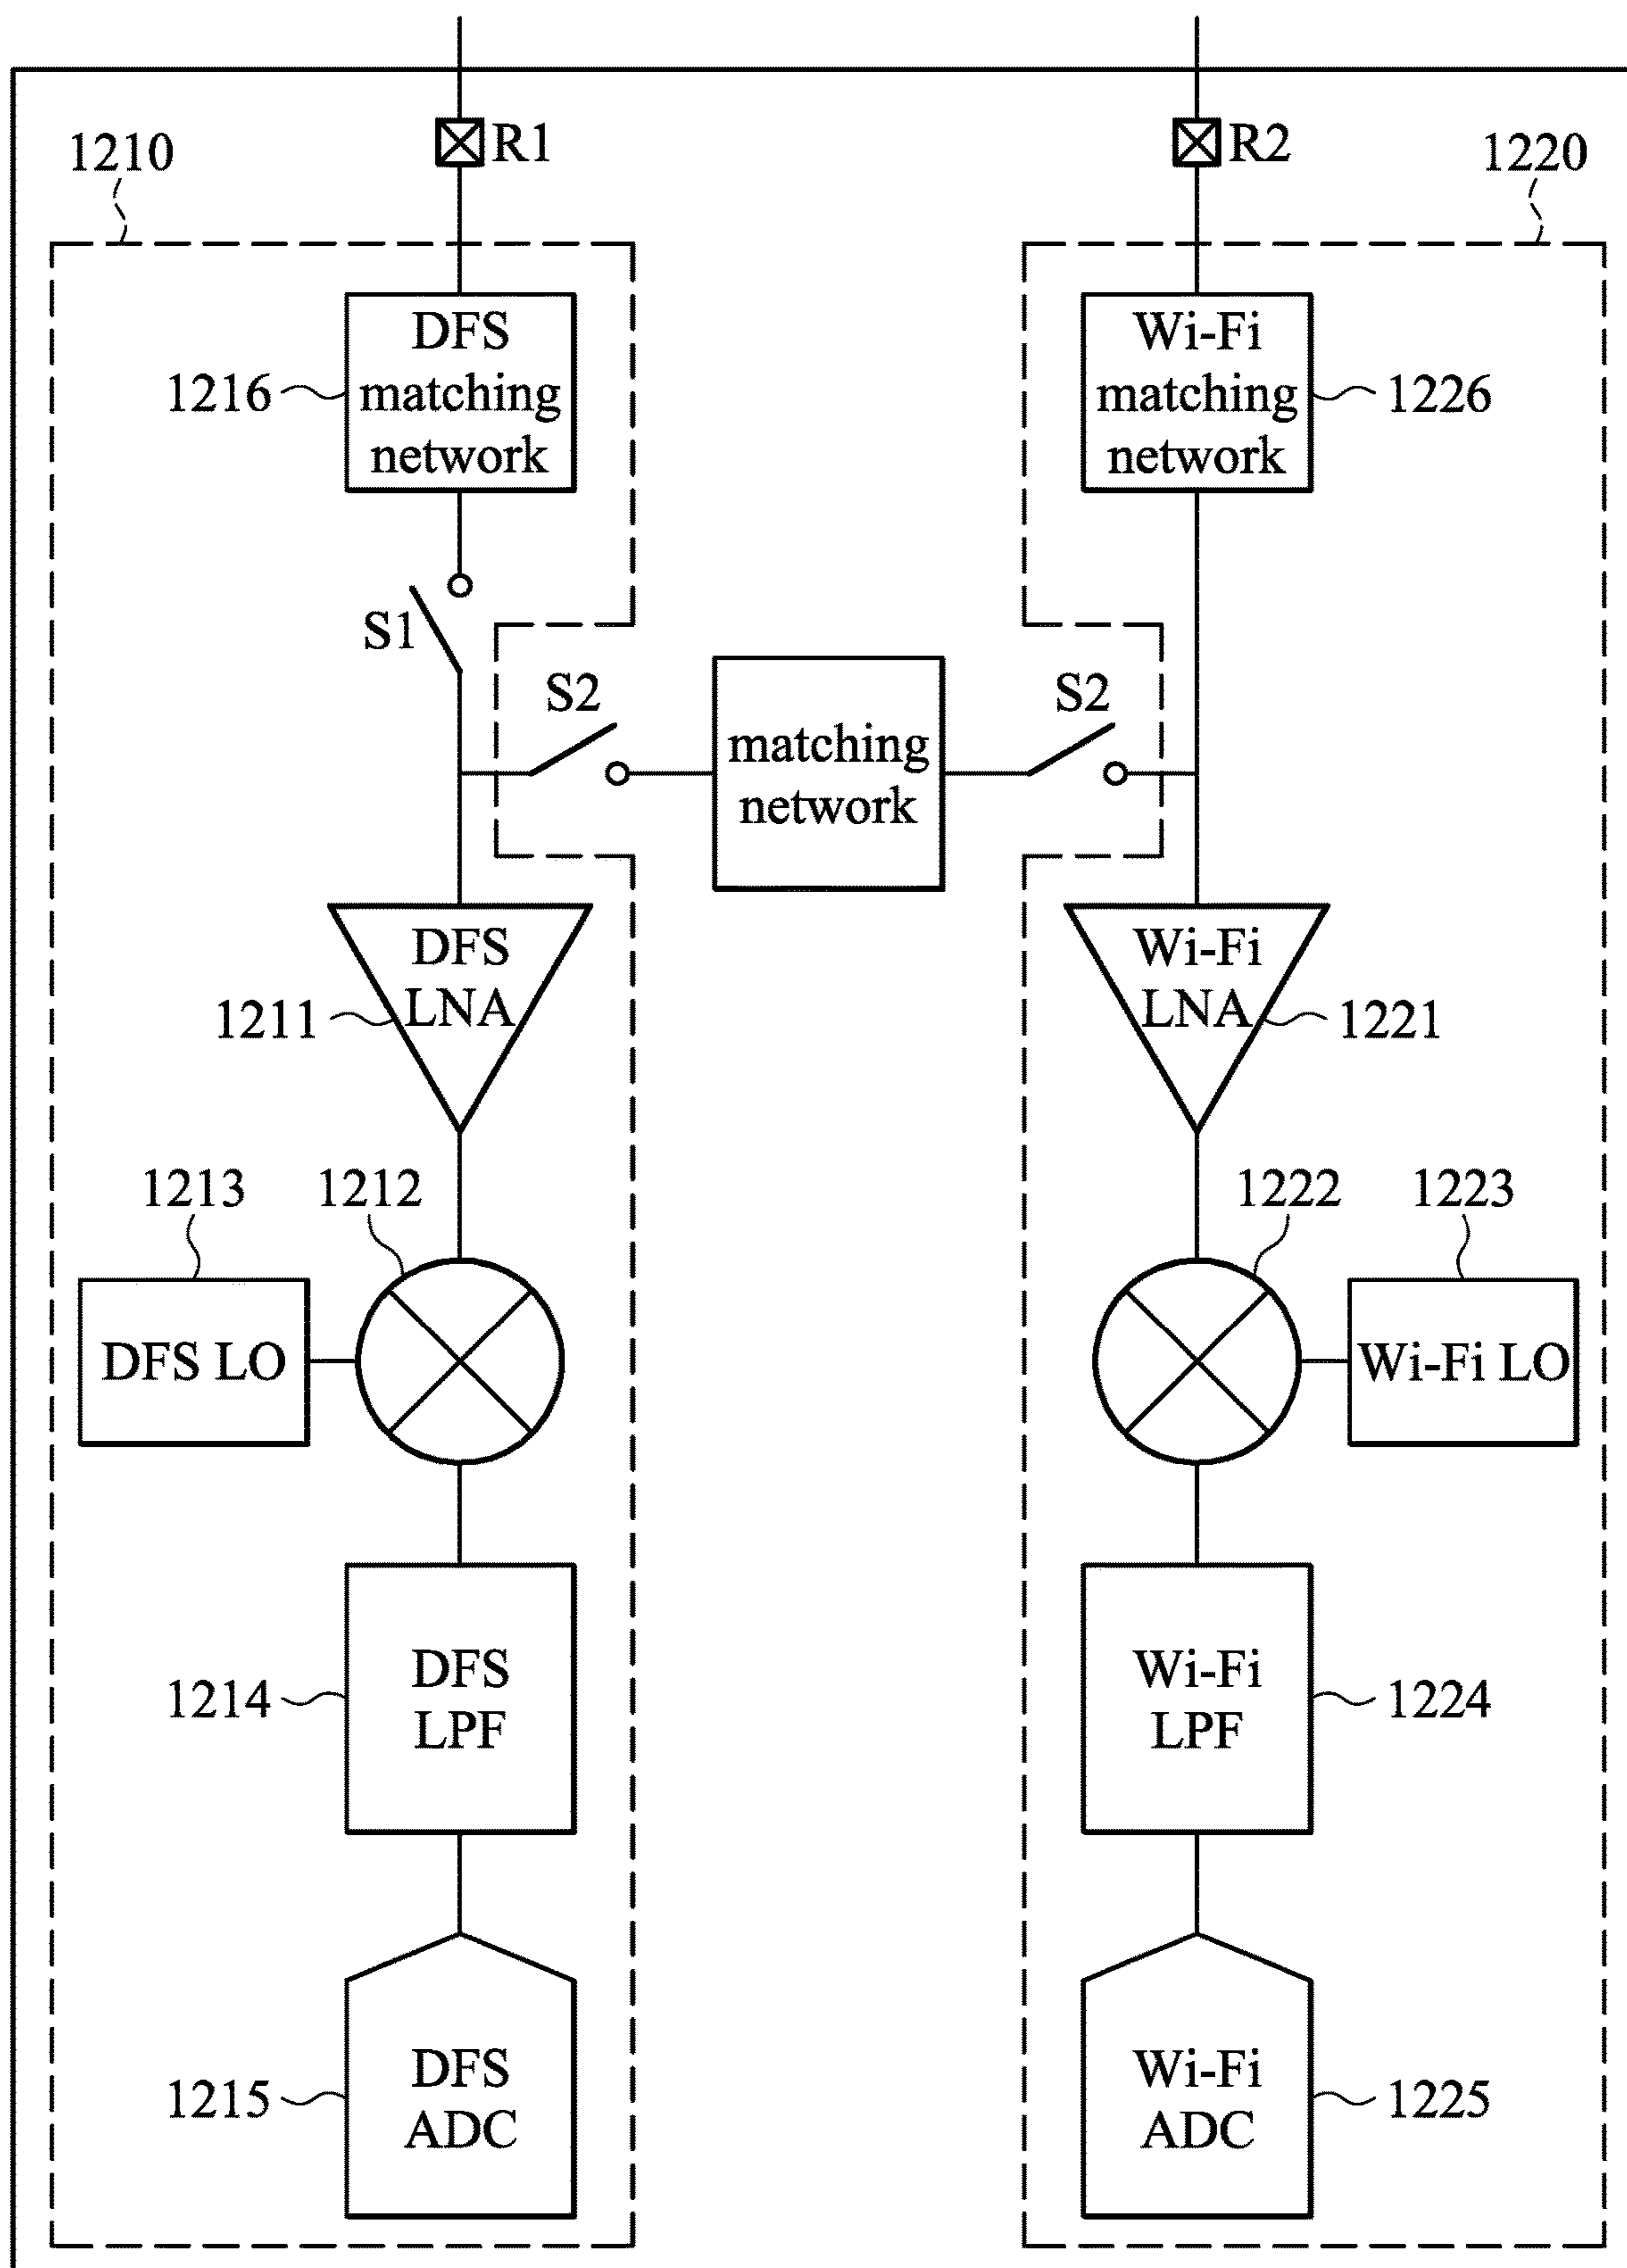 R1
R2
1210
1220
DFS
matching
network
1216
Wi-Fi
matching
network
1226
S1
S2
matching
network
S2
DFS
LNA
1211
Wi-Fi
LNA
1221
1213
1212
1222
1223
DFS LO
Wi-Fi LO
DFS
LPF
1214
Wi-Fi
LPF
1224
DFS
ADC
1215
Wi-Fi
ADC
1225